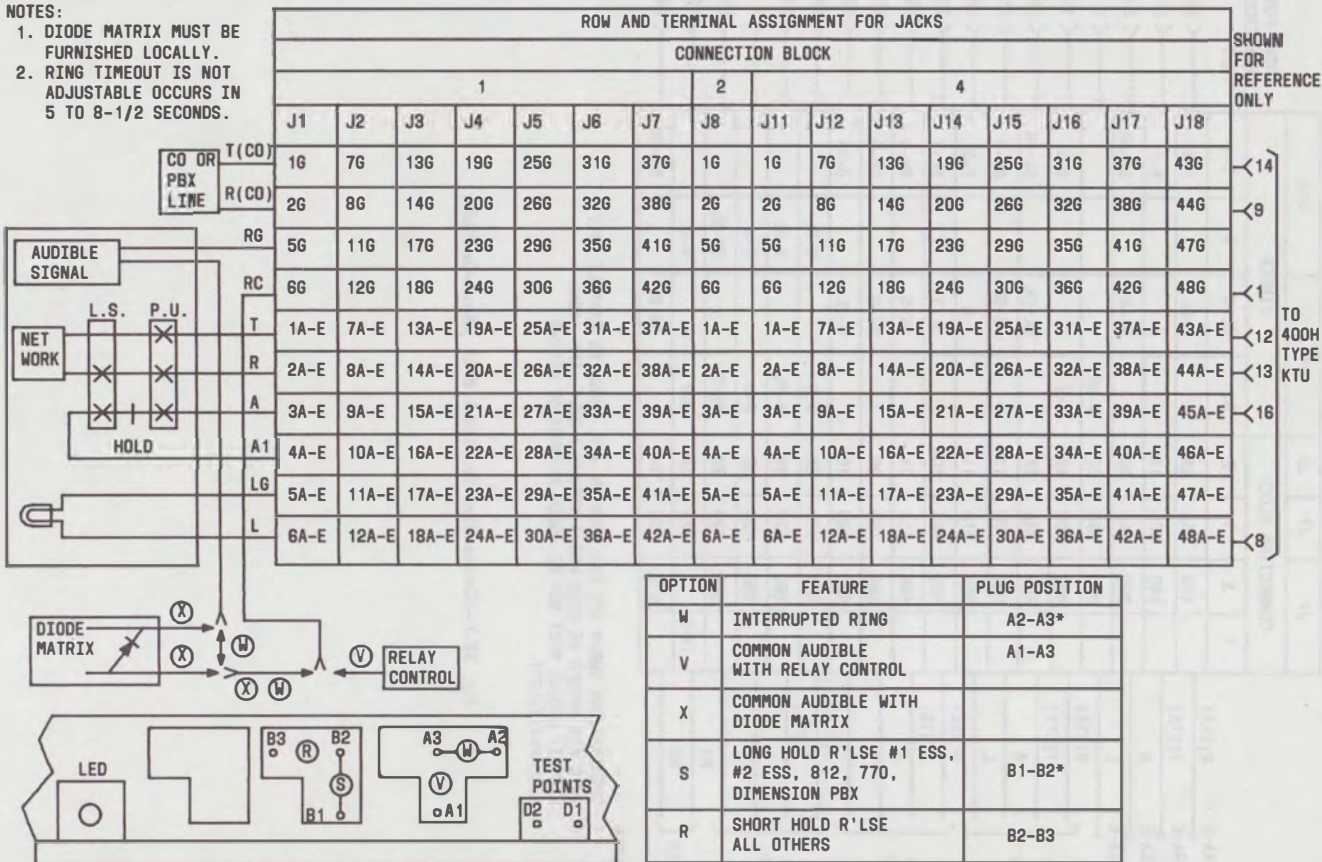 NOTES:
1. DIODE MATRIX MUST BE
FURNISHED LOCALLY.
2. RING TIMEOUT IS NOT
ADJUSTABLE OCCURS IN
5 TO 8-1/2 SECONDS.
ROW AND TERMINAL ASSIGNMENT FOR JACKS
CONNECTION BLOCK
1 2 4
SHOWN
FOR
REFERENCE
ONLY
J1 J2 J3 J4 J5 J6 J7 J8 J11 J12 J13 J14 J15 J16 J17 J18
CO OR
PBX
LINE
T(CO) 1G 7G 13G 19G 25G 31G 37G 1G 1G 7G 13G 19G 25G 31G 37G 43G 14
R(CO) 2G 8G 14G 20G 26G 32G 38G 2G 2G 8G 14G 20G 26G 32G 38G 44G 9
RG 5G 11G 17G 23G 29G 35G 41G 5G 5G 11G 17G 23G 29G 35G 41G 47G
RC 6G 12G 18G 24G 30G 36G 42G 6G 6G 12G 18G 24G 30G 36G 42G 48G 1
T 1A-E 7A-E 13A-E 19A-E 25A-E 31A-E 37A-E 1A-E 1A-E 7A-E 13A-E 19A-E 25A-E 31A-E 37A-E 43A-E 12
R 2A-E 8A-E 14A-E 20A-E 26A-E 32A-E 38A-E 2A-E 2A-E 8A-E 14A-E 20A-E 26A-E 32A-E 38A-E 44A-E 13
A 3A-E 9A-E 15A-E 21A-E 27A-E 33A-E 39A-E 3A-E 3A-E 9A-E 15A-E 21A-E 27A-E 33A-E 39A-E 45A-E 16
A1 4A-E 10A-E 16A-E 22A-E 28A-E 34A-E 40A-E 4A-E 4A-E 10A-E 16A-E 22A-E 28A-E 34A-E 40A-E 46A-E
LG 5A-E 11A-E 17A-E 23A-E 29A-E 35A-E 41A-E 5A-E 5A-E 11A-E 17A-E 23A-E 29A-E 35A-E 41A-E 47A-E
L 6A-E 12A-E 18A-E 24A-E 30A-E 36A-E 42A-E 6A-E 6A-E 12A-E 18A-E 24A-E 30A-E 36A-E 42A-E 48A-E 8
TO
400H
TYPE
KTU
AUDIBLE
SIGNAL
L.S. P.U.
NET
WORK
HOLD
DIODE
MATRIX
X
X
W
X W
V
RELAY
CONTROL
LED
B3 R B2
S
B1
A3 W A2
V
A1
TEST
POINTS
D2 D1
OPTION FEATURE PLUG POSITION
W INTERRUPTED RING A2-A3*
V COMMON AUDIBLE
WITH RELAY CONTROL A1-A3
X COMMON AUDIBLE WITH
DIODE MATRIX
S LONG HOLD R'LSE #1 ESS,
#2 ESS, 812, 770,
DIMENSION PBX B1-B2*
R SHORT HOLD R'LSE
ALL OTHERS B2-B3